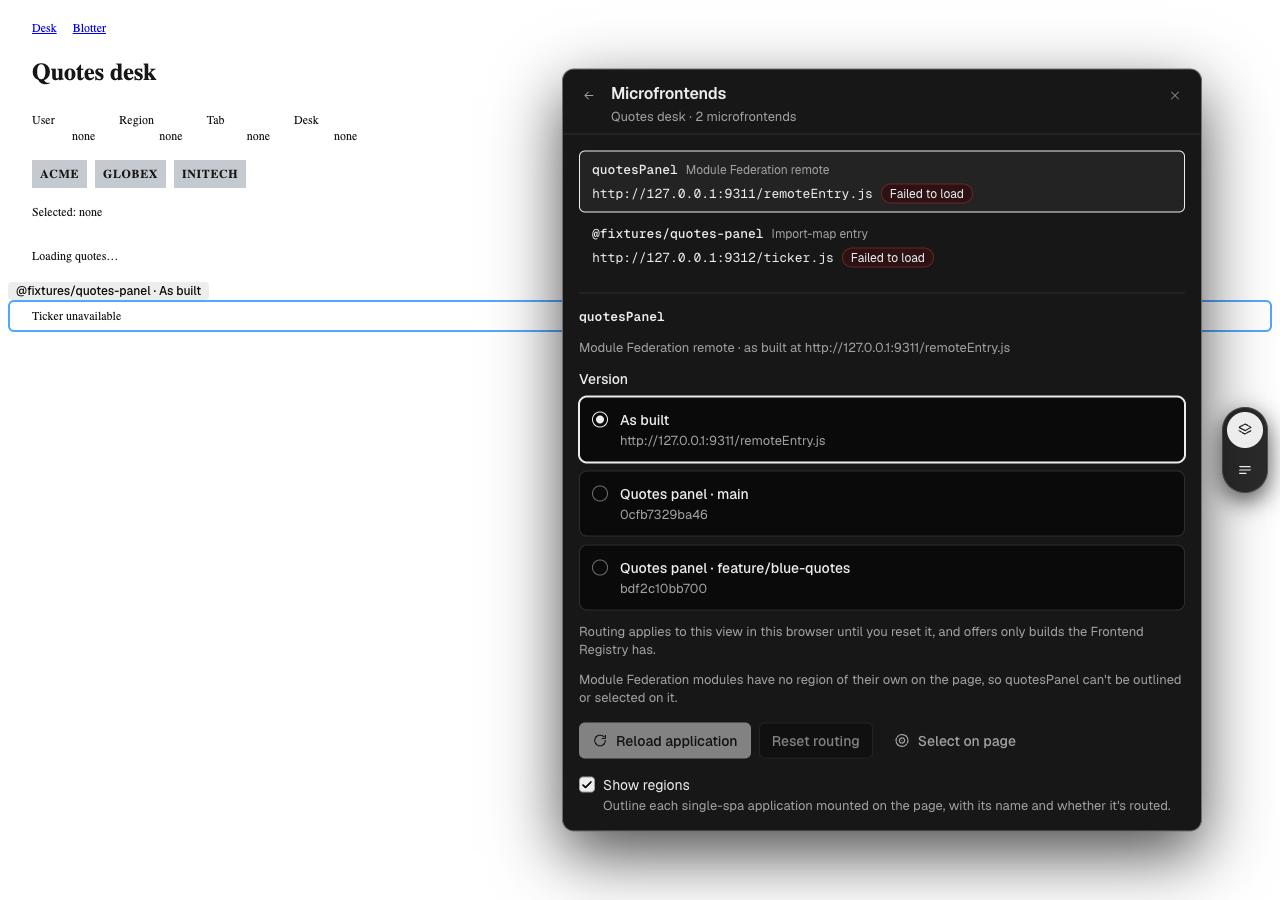 Desk Blotter
Quotes desk
User Region Tab Desk
none none none none
ACME GLOBEX INITECH
Selected: none
Loading quotes…
@fixtures/quotes-panel · As built
Ticker unavailable
Microfrontends
Quotes desk · 2 microfrontends
quotesPanel Module Federation remote
http://127.0.0.1:9311/remoteEntry.js Failed to load
@fixtures/quotes-panel Import-map entry
http://127.0.0.1:9312/ticker.js Failed to load
quotesPanel
Module Federation remote · as built at http://127.0.0.1:9311/remoteEntry.js
Version
As built
http://127.0.0.1:9311/remoteEntry.js
Quotes panel · main
0cfb7329ba46
Quotes panel · feature/blue-quotes
bdf2c10bb700
Routing applies to this view in this browser until you reset it, and offers only builds the Frontend
Registry has.
Module Federation modules have no region of their own on the page, so quotesPanel can't be outlined
or selected on it.
Reload application Reset routing Select on page
Show regions
Outline each single-spa application mounted on the page, with its name and whether it's routed.